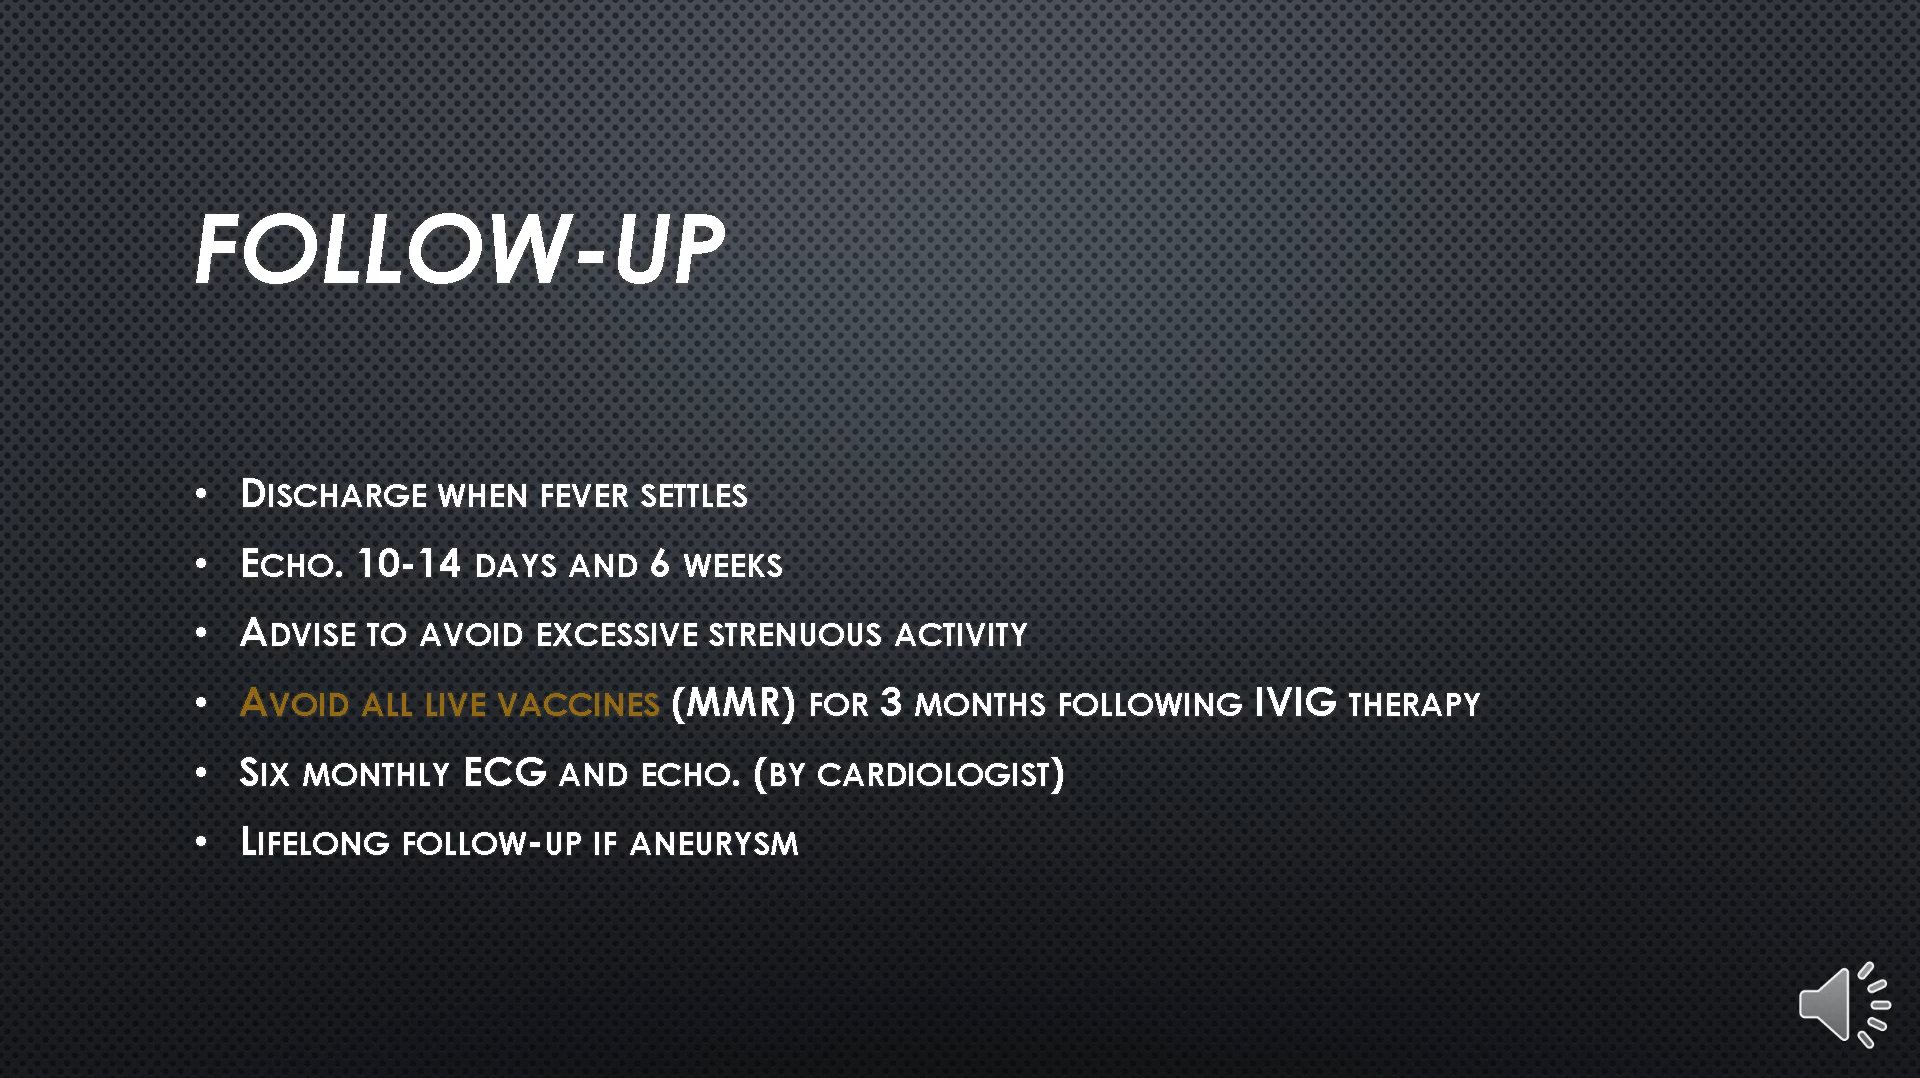 FOLLOW-UP
• DISCHARGE WHEN FEVER SETTLES
• ECHO. 10-14 DAYS AND 6 WEEKS
• ADVISE TO AVOID EXCESSIVE STRENUOUS ACTIVITY
• AVOID ALL LIVE VACCINES (MMR) FOR 3 MONTHS FOLLOWING IVIG THERAPY
• SIX MONTHLY ECG AND ECHO. (BY CARDIOLOGIST)
• LIFELONG FOLLOW-UP IF ANEURYSM